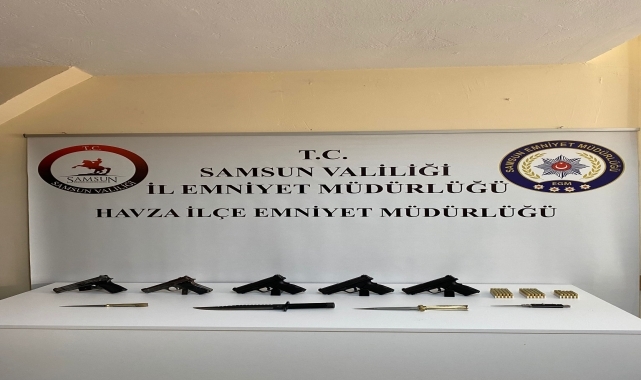 T.C.
SAMSUN VALİLİĞİ
İL EMNİYET MÜDÜRLÜĞÜ
HAVZA İLÇE EMNİYET MÜDÜRLÜĞÜ
T.C.
SAMSUN
SAMSUN VALİLİĞİ
SAMSUN EMNİYET MÜDÜRLÜĞÜ
EGM